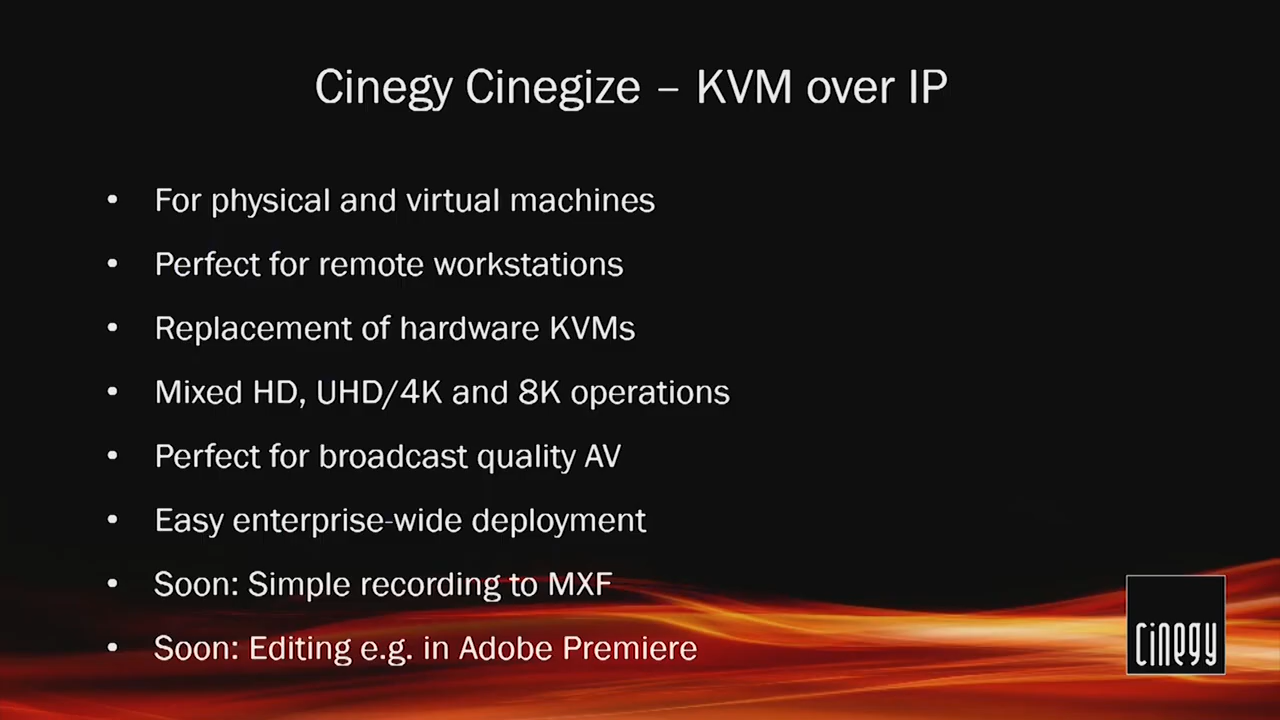 Cinegy Cinegize – KVM over IP
• For physical and virtual machines
• Perfect for remote workstations
• Replacement of hardware KVMs
• Mixed HD, UHD/4K and 8K operations
• Perfect for broadcast quality AV
• Easy enterprise-wide deployment
• Soon: Simple recording to MXF
• Soon: Editing e.g. in Adobe Premiere
cinegy